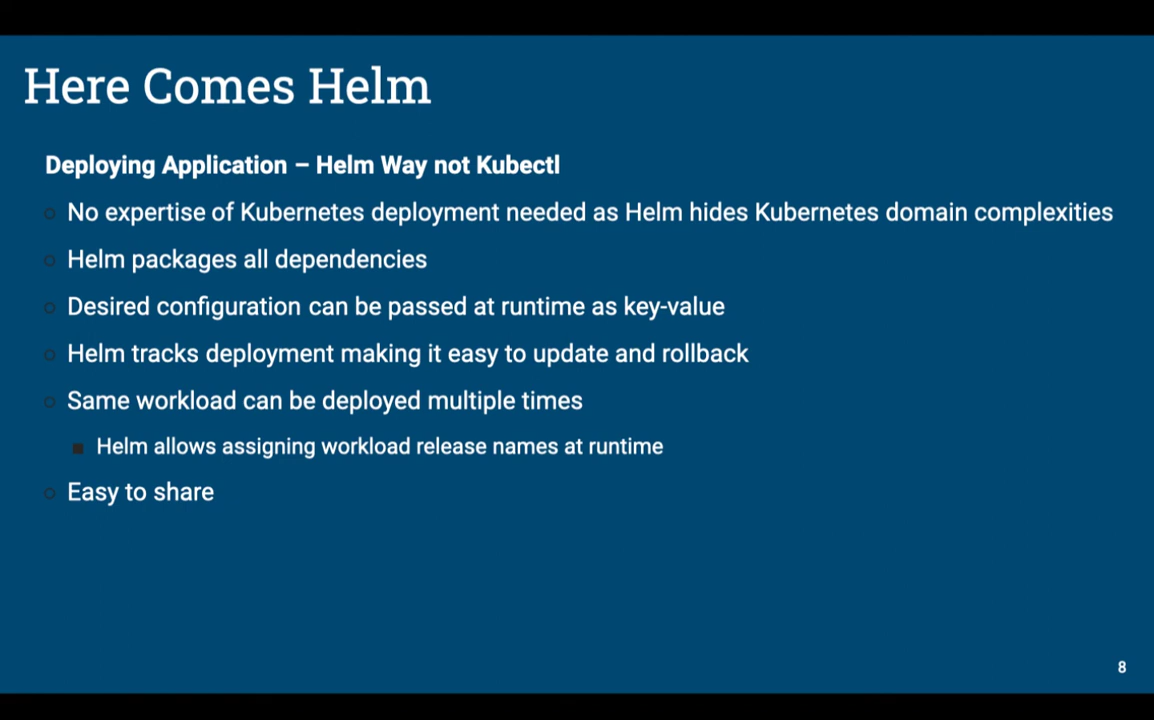 Here Comes Helm
Deploying Application – Helm Way not Kubectl
No expertise of Kubernetes deployment needed as Helm hides Kubernetes domain complexities
Helm packages all dependencies
Desired configuration can be passed at runtime as key-value
Helm tracks deployment making it easy to update and rollback
Same workload can be deployed multiple times
Helm allows assigning workload release names at runtime
Easy to share
8